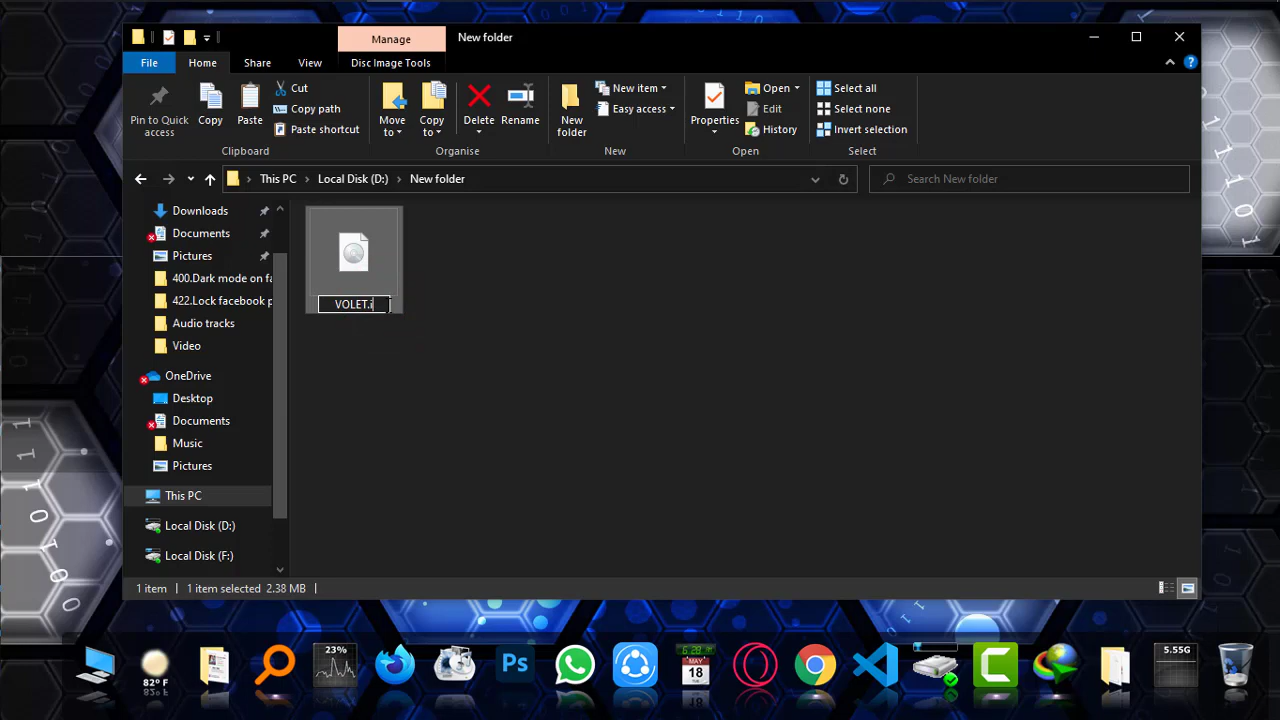 Manage
New folder
File
Home
Share
View
Disc Image Tools
Pin to Quick
access
Copy
Paste
Cut
Copy path
Paste shortcut
Clipboard
Move
to
Copy
to
Delete
Rename
Organise
New
folder
New item
Easy access
New
Properties
Open
Edit
History
Open
Select all
Select none
Invert selection
Select
This PC
Local Disk (D:)
New folder
Search New folder
Downloads
Documents
Pictures
400.Dark mode on fa
422.Lock facebook p
Audio tracks
Video
OneDrive
Desktop
Documents
Music
Pictures
This PC
Local Disk (D:)
Local Disk (F:)
VOLET.i
1 item
1 item selected 2.38 MB
82º F
23%
Ps
6:28
MAY
18
5.55G